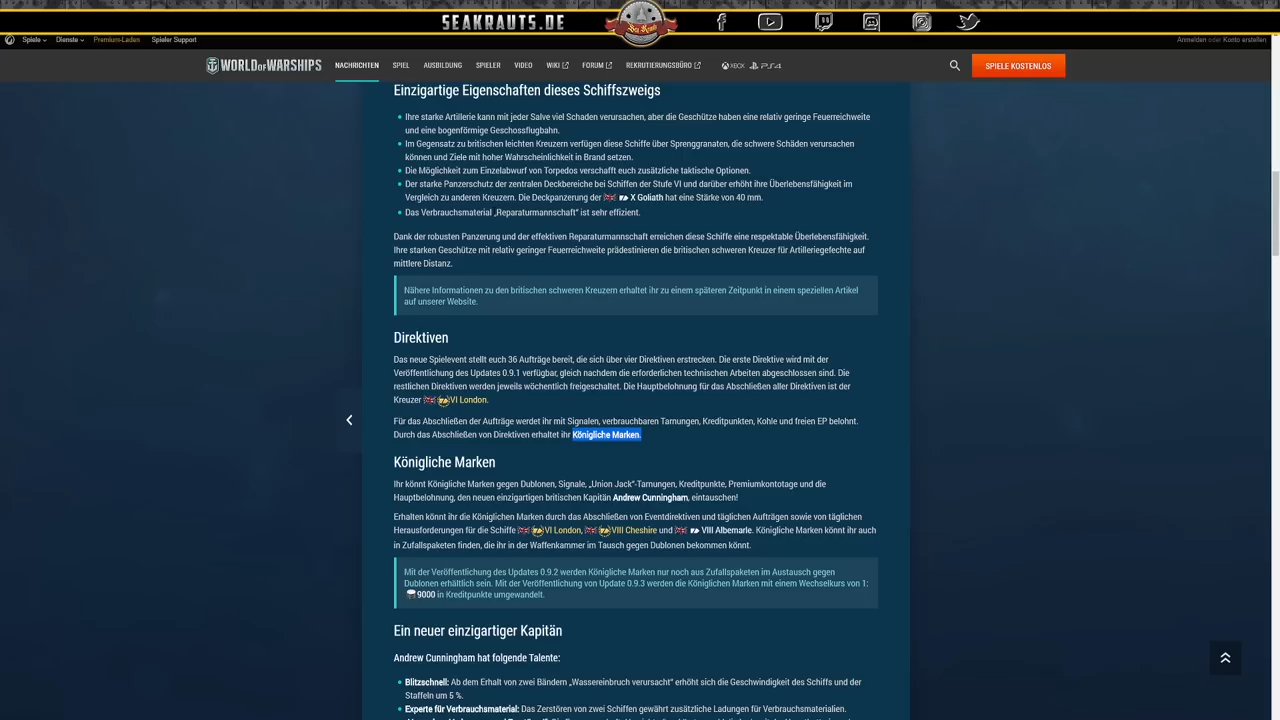 SEAKRAUTS.DE
Sea Krauts
Spiele Dienste Premium-Laden Spieler Support
Anmelden oder Konto erstellen
WORLD OF WARSHIPS NACHRICHTEN SPIEL AUSBILDUNG SPIELER VIDEO WIKI FORUM REKRUTIERUNGSBÜRO XBOX PS4 SPIELE KOSTENLOS
Einzigartige Eigenschaften dieses Schiffszweigs
Ihre starke Artillerie kann mit jeder Salve viel Schaden verursachen, aber die Geschütze haben eine relativ geringe Feuerreichweite
und eine bogenförmige Geschossflugbahn.
Im Gegensatz zu britischen leichten Kreuzern verfügen diese Schiffe über Sprenggranaten, die schwere Schäden verursachen
können und Ziele mit hoher Wahrscheinlichkeit in Brand setzen.
Die Möglichkeit zum Einzelabwurf von Torpedos verschafft euch zusätzliche taktische Optionen.
Der starke Panzerschutz der zentralen Deckbereiche bei Schiffen der Stufe VI und darüber erhöht ihre Überlebensfähigkeit im
Vergleich zu anderen Kreuzern. Die Deckpanzerung der X Goliath hat eine Stärke von 40 mm.
Das Verbrauchsmaterial „Reparaturmannschaft“ ist sehr effizient.
Dank der robusten Panzerung und der effektiven Reparaturmannschaft erreichen diese Schiffe eine respektable Überlebensfähigkeit.
Ihre starken Geschütze mit relativ geringer Feuerreichweite prädestinieren die britischen schweren Kreuzer für Artilleriegefechte auf
mittlere Distanz.
Nähere Informationen zu den britischen schweren Kreuzern erhaltet ihr zu einem späteren Zeitpunkt in einem speziellen Artikel
auf unserer Website.
Direktiven
Das neue Spielevent stellt euch 36 Aufträge bereit, die sich über vier Direktiven erstrecken. Die erste Direktive wird mit der
Veröffentlichung des Updates 0.9.1 verfügbar, gleich nachdem die erforderlichen technischen Arbeiten abgeschlossen sind. Die
restlichen Direktiven werden jeweils wöchentlich freigeschaltet. Die Hauptbelohnung für das Abschließen aller Direktiven ist der
Kreuzer VI London.
Für das Abschließen der Aufträge werdet ihr mit Signalen, verbrauchbaren Tarnungen, Kreditpunkten, Kohle und freien EP belohnt.
Durch das Abschließen von Direktiven erhaltet ihr Königliche Marken.
Königliche Marken
Ihr könnt Königliche Marken gegen Dublonen, Signale, „Union Jack“-Tarnungen, Kreditpunkte, Premiumkontotage und die
Hauptbelohnung, den neuen einzigartigen britischen Kapitän Andrew Cunningham, eintauschen!
Erhalten könnt ihr die Königlichen Marken durch das Abschließen von Eventdirektiven und täglichen Aufträgen sowie von täglichen
Herausforderungen für die Schiffe VI London, VIII Cheshire und VIII Albemarle. Königliche Marken könnt ihr auch
in Zufallspaketen finden, die ihr in der Waffenkammer im Tausch gegen Dublonen bekommen könnt.
Mit der Veröffentlichung des Updates 0.9.2 werden Königliche Marken nur noch aus Zufallspaketen im Austausch gegen
Dublonen erhältlich sein. Mit der Veröffentlichung von Update 0.9.3 werden die Königlichen Marken mit einem Wechselkurs von 1:
9000 in Kreditpunkte umgewandelt.
Ein neuer einzigartiger Kapitän
Andrew Cunningham hat folgende Talente:
Blitzschnell: Ab dem Erhalt von zwei Bändern „Wassereinbruch verursacht“ erhöht sich die Geschwindigkeit des Schiffs und der
Staffeln um 5 %.
Experte für Verbrauchsmaterial: Das Zerstören von zwei Schiffen gewährt zusätzliche Ladungen für Verbrauchsmaterialien.